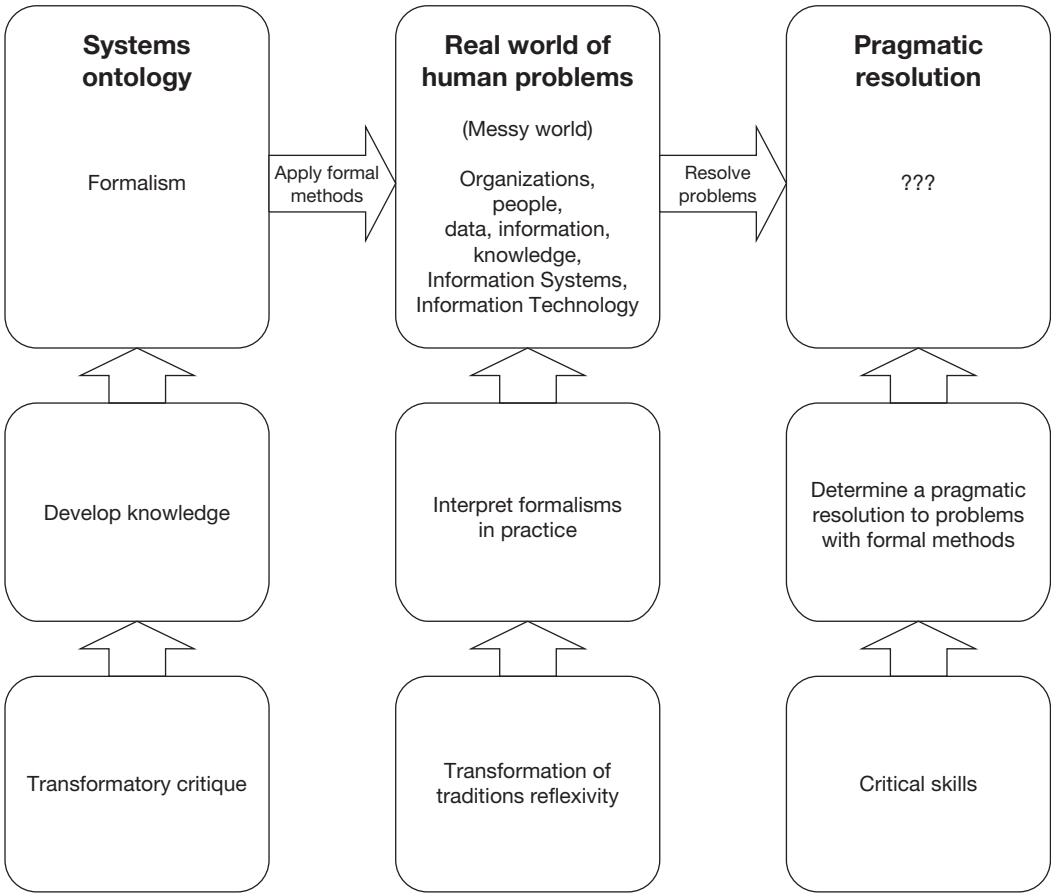 Systems
ontology
Formalism
Apply formal
methods
Real world of
human problems
(Messy world)
Organizations,
people,
data, information,
knowledge,
Information Systems,
Information Technology
Resolve
problems
Pragmatic
resolution
???
Develop knowledge
Interpret formalisms
in practice
Determine a pragmatic
resolution to problems
with formal methods
Transformatory critique
Transformation of
traditions reflexivity
Critical skills